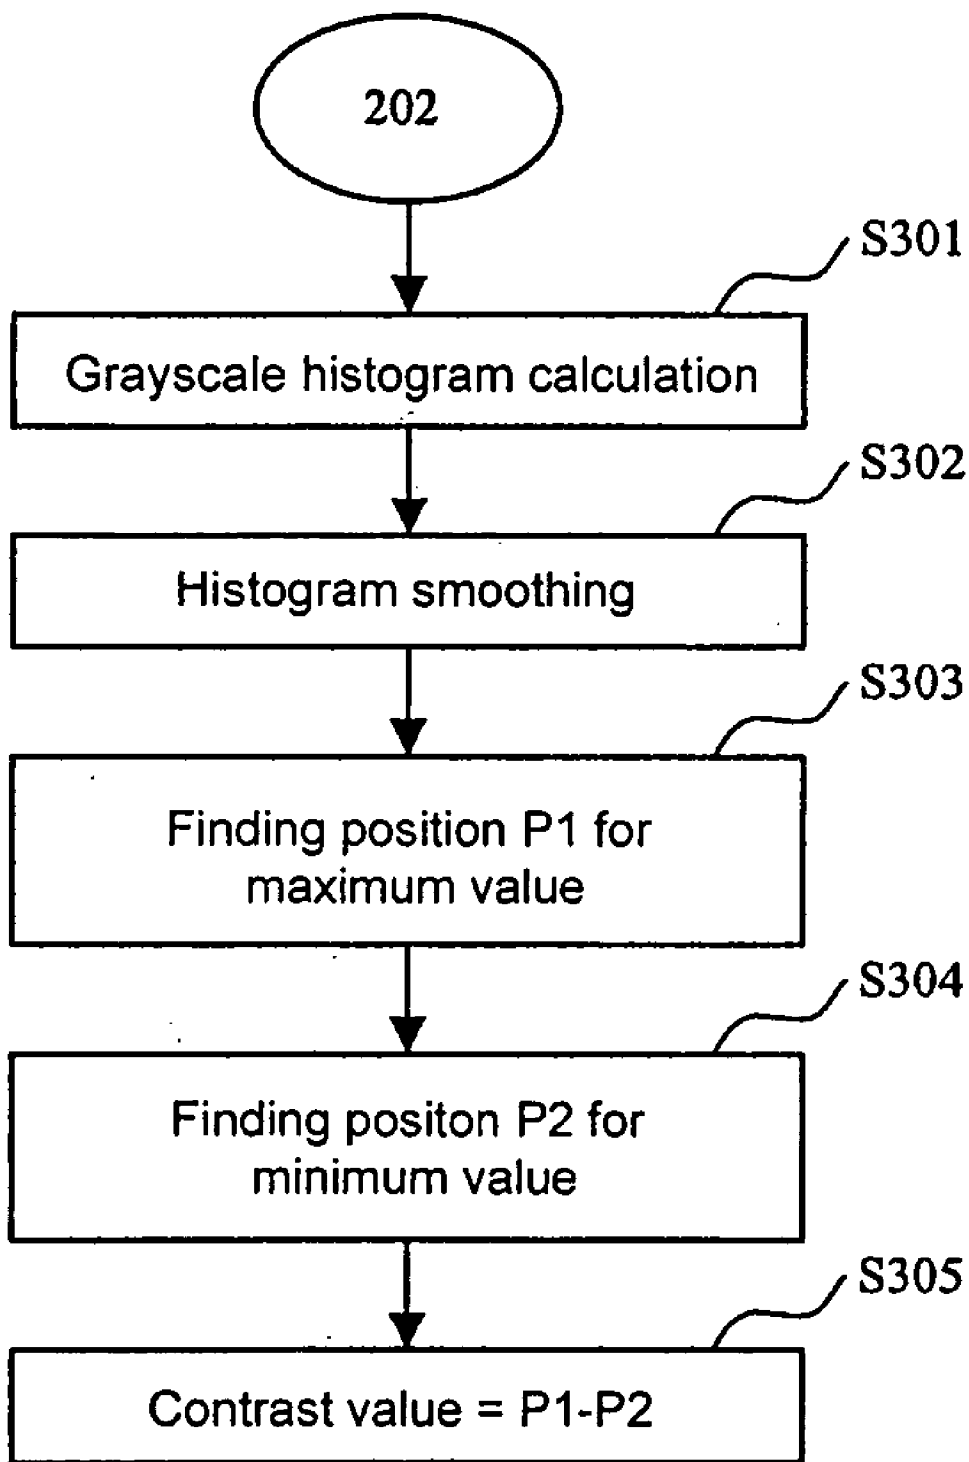 202
S301
Grayscale histogram calculation
S302
Histogram smoothing
S303
Finding position P1 for
maximum value
S304
Finding positon P2 for
minimum value
S305
Contrast value = P1-P2